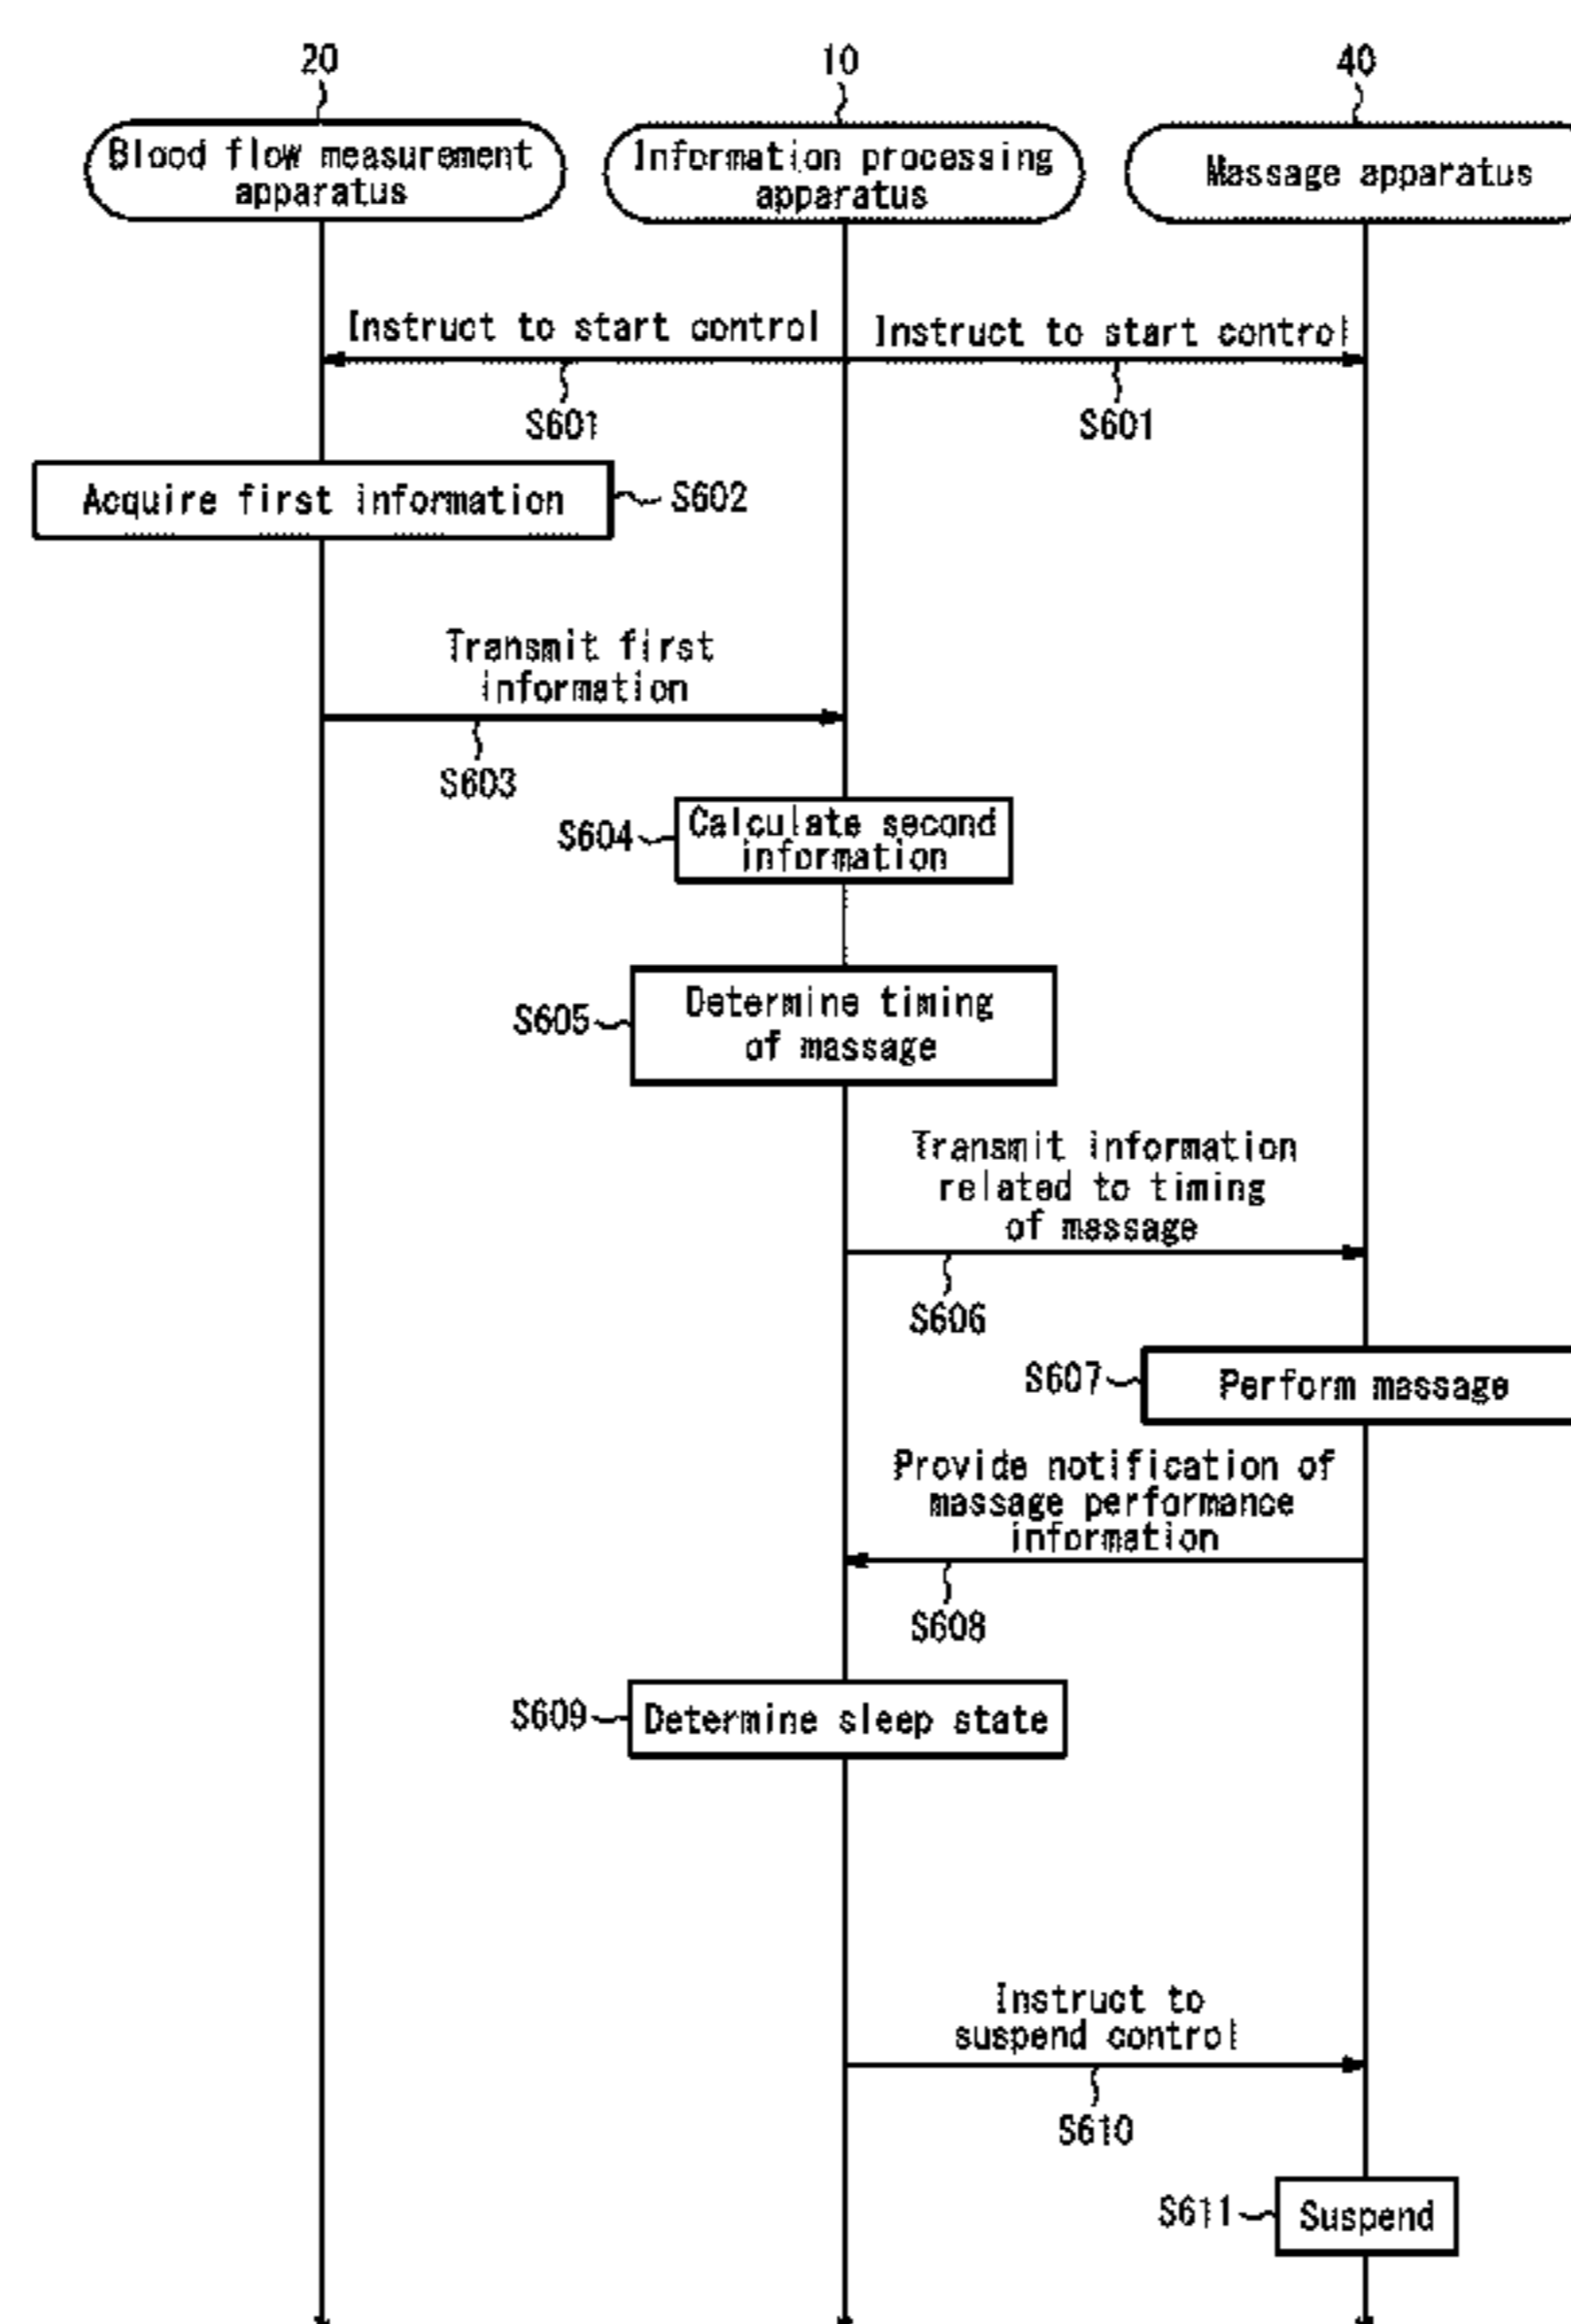 20
10
40
Blood flow measurement
apparatus
Information processing
apparatus
Massage apparatus
Instruct to start control
Instruct to start control
S601
S601
Acquire first information
S602
Transmit first
information
S603
S604
Calculate second
information
S605
Determine timing
of massage
Transmit information
related to timing
of massage
S606
S607
Perform massage
Provide notification of
massage performance
information
S608
S609
Determine sleep state
Instruct to
suspend control
S610
S611
Suspend